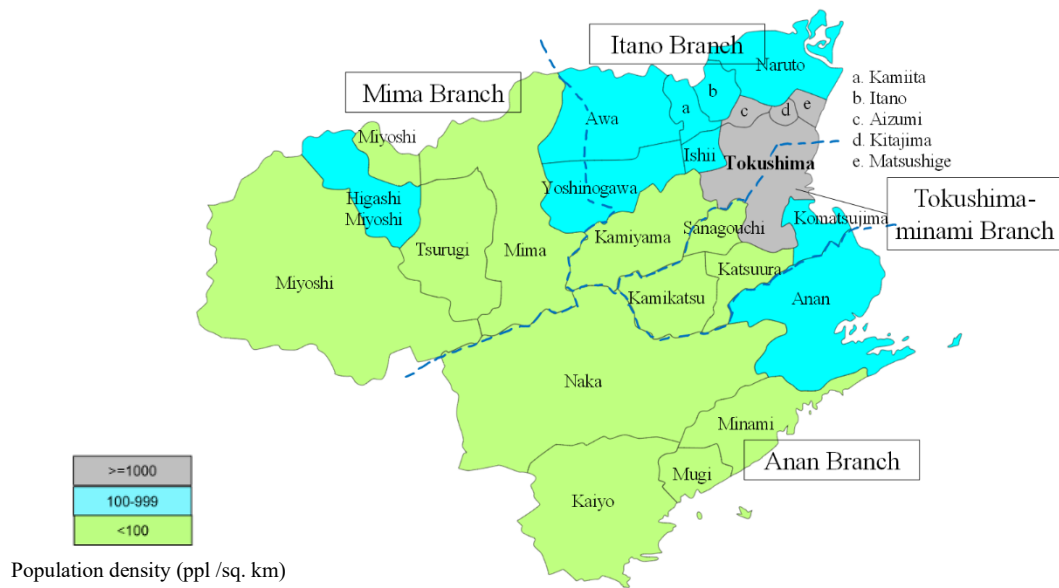 Itano Branch
Naruto
Mima Branch
a. Kamiita
b. Itano
c. Aizumi
d. Kitajima
e. Matsushige
b
a
c
d
e
Miyoshi
Awa
Ishii
Tokushima
Higashi
Miyoshi
Yoshinogawa
Tokushima-
minami Branch
Komatsujima
Kamiyama
Sanagouchi
Tsurugi
Mima
Katsuura
Miyoshi
Kamikatsu
Anan
Naka
Minami
Anan Branch
Mugi
Kaiyo
>=1000
100-999
<100
Population density (ppl /sq. km)